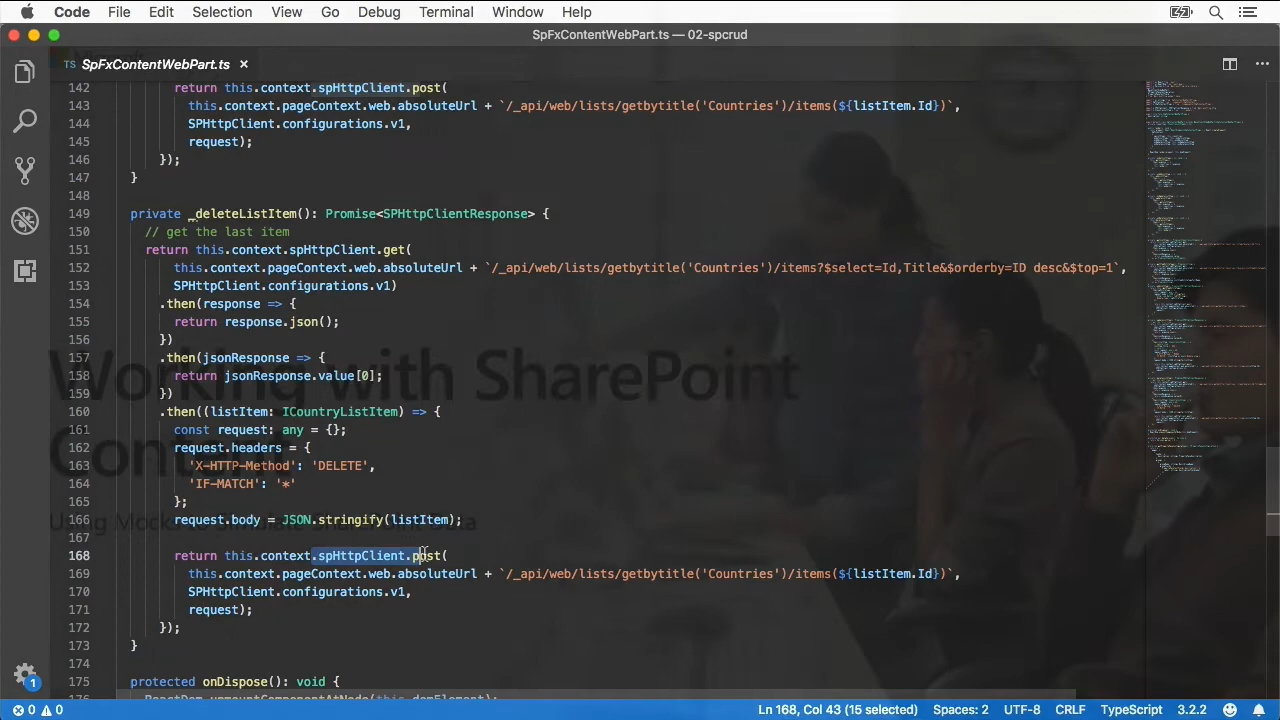 Code File Edit Selection View Go Debug Terminal Window Help
SpFxContentWebPart.ts — 02-spcrud
TS SpFxContentWebPart.ts ×
142 return this.context.spHttpClient.post(
143 this.context.pageContext.web.absoluteUrl + `/_api/web/lists/getbytitle('Countries')/items(${listItem.Id})`,
144 SPHttpClient.configurations.v1,
145 request);
146 });
147 }
148
149 private _deleteListItem(): Promise<SPHttpClientResponse> {
150 // get the last item
151 return this.context.spHttpClient.get(
152 this.context.pageContext.web.absoluteUrl + `/_api/web/lists/getbytitle('Countries')/items?$select=Id,Title&$orderby=ID desc&$top=1`,
153 SPHttpClient.configurations.v1)
154 .then(response => {
155 return response.json();
156 })
157 .then(jsonResponse => {
158 return jsonResponse.value[0];
159 })
160 .then((listItem: ICountryListItem) => {
161 const request: any = {};
162 request.headers = {
163 'X-HTTP-Method': 'DELETE',
164 'IF-MATCH': '*'
165 };
166 request.body = JSON.stringify(listItem);
167
168 return this.context.spHttpClient.post(
169 this.context.pageContext.web.absoluteUrl + `/_api/web/lists/getbytitle('Countries')/items(${listItem.Id})`,
170 SPHttpClient.configurations.v1,
171 request);
172 });
173 }
174
175 protected onDispose(): void {
176 ReactDom.unmountComponentAtNode(this.domElement);
1
0 0 Ln 168, Col 43 (15 selected) Spaces: 2 UTF-8 CRLF TypeScript 3.2.2